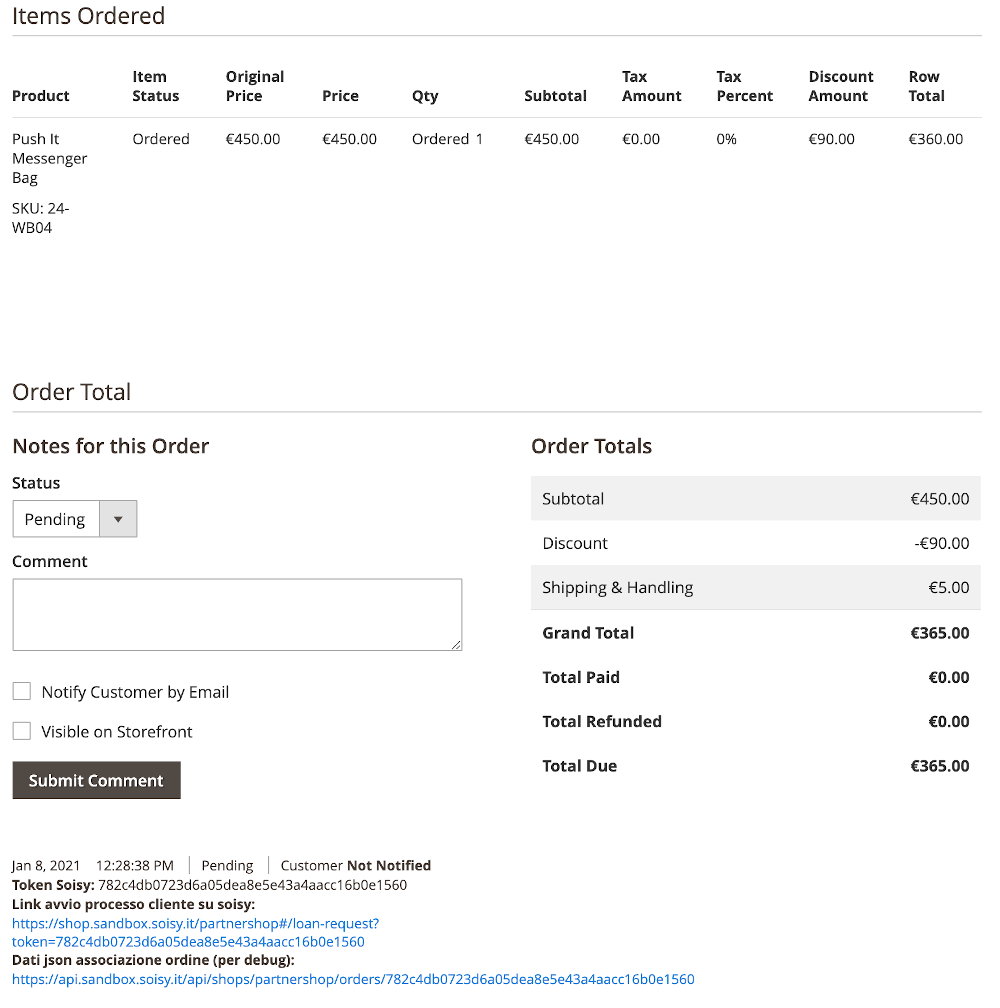 Items Ordered
Product Item Status Original Price Price Qty Subtotal Tax Amount Tax Percent Discount Amount Row Total
Push It Messenger Bag Ordered €450.00 €450.00 Ordered 1 €450.00 €0.00 0% €90.00 €360.00
SKU: 24-
WB04
Order Total
Notes for this Order
Status
Pending
Comment
Notify Customer by Email
Visible on Storefront
Submit Comment
Order Totals
Subtotal €450.00
Discount -€90.00
Shipping & Handling €5.00
Grand Total €365.00
Total Paid €0.00
Total Refunded €0.00
Total Due €365.00
Jan 8, 2021 12:28:38 PM Pending Customer Not Notified
Token Soisy: 782c4db0723d6a05dea8e5e43a4aacc16b0e1560
Link avvio processo cliente su soisy:
https://shop.sandbox.soisy.it/partnershop#/loan-request?
token=782c4db0723d6a05dea8e5e43a4aacc16b0e1560
Dati json associazione ordine (per debug):
https://api.sandbox.soisy.it/api/shops/partnershop/orders/782c4db0723d6a05dea8e5e43a4aacc16b0e1560